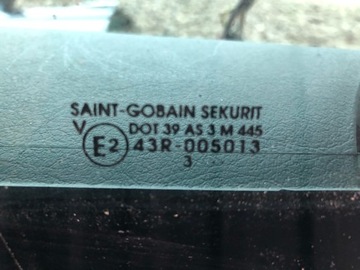 SAINT-GOBAIN SEKURIT
V DOT 39 AS 3 M 445
E2 43R-005013
3